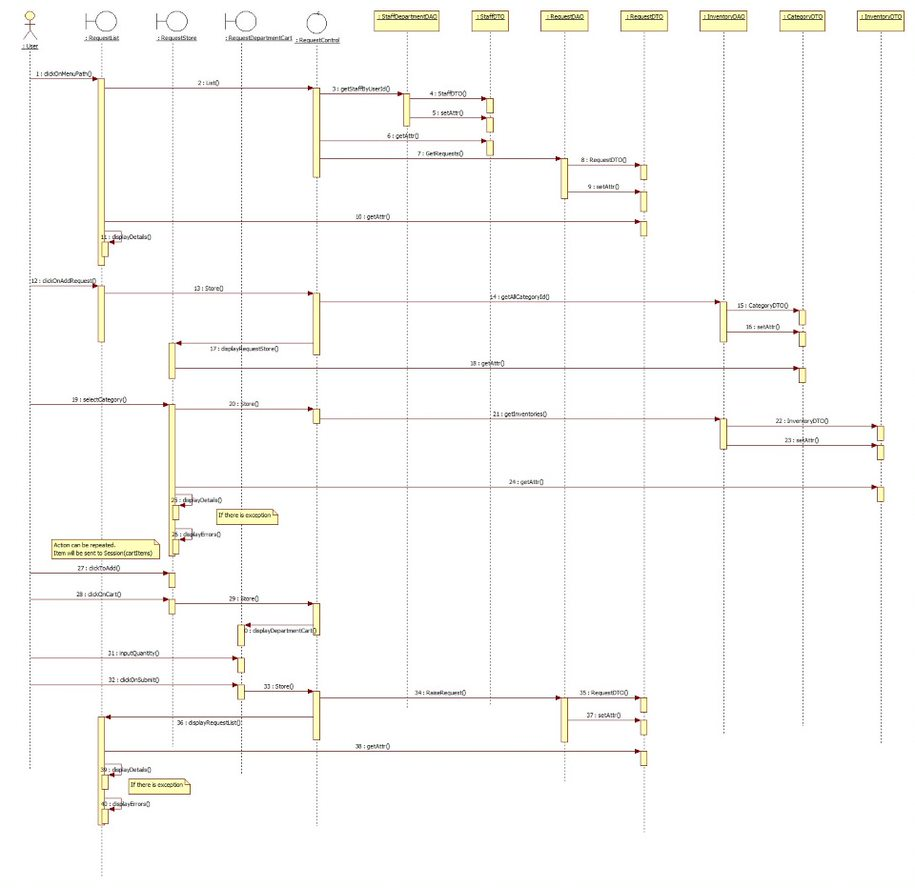 : User
: RequestList
: RequestStore
: RequestDepartmentCart
: RequestControl
: StaffDepartmentDAO
: StaffDTO
: RequestDAO
: RequestDTO
: InventoryDAO
: CategoryDTO
: InventoryDTO
1 : clickOnMenuPath()
2 : List()
3 : getStaffByUserId()
4 : StaffDTO()
5 : setAttr()
6 : getAttr()
7 : GetRequests()
8 : RequestDTO()
9 : setAttr()
10 : getAttr()
11 : displayDetails()
12 : clickOnAddRequest()
13 : Store()
14 : getAllCategoryId()
15 : CategoryDTO()
16 : setAttr()
17 : displayRequestStore()
18 : getAttr()
19 : selectCategory()
20 : Store()
21 : getInventories()
22 : InventoryDTO()
23 : setAttr()
24 : getAttr()
25 : displayDetails()
If there is exception
26 : displayErrors()
Action can be repeated.
Item will be sent to Session(cartItems)
27 : clickToAdd()
28 : clickOnCart()
29 : Store()
0 : displayDepartmentCart()
31 : inputQuantity()
32 : clickOnSubmit()
33 : Store()
34 : RaiseRequest()
35 : RequestDTO()
36 : displayRequestList()
37 : setAttr()
38 : getAttr()
39 : displayDetails()
If there is exception
40 : displayErrors()